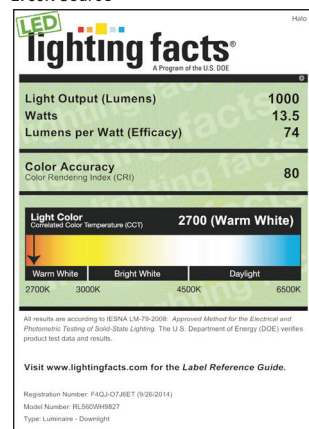 Halo
LED
lighting facts®
A Program of the U.S. DOE
Light Output (Lumens) 1000
Watts 13.5
Lumens per Watt (Efficacy) 74
Color Accuracy
Color Rendering Index (CRI) 80
Light Color
Correlated Color Temperature (CCT) 2700 (Warm White)
Warm White Bright White Daylight
2700K 3000K 4500K 6500K
All results are according to IESNA LM-79-2008: Approved Method for the Electrical and
Photometric Testing of Solid-State Lighting. The U.S. Department of Energy (DOE) verifies
product test data and results.
Visit www.lightingfacts.com for the Label Reference Guide.
Registration Number: F4QJ-O7J6ET (9/26/2014)
Model Number: RL560WH9827
Type: Luminaire - Downlight